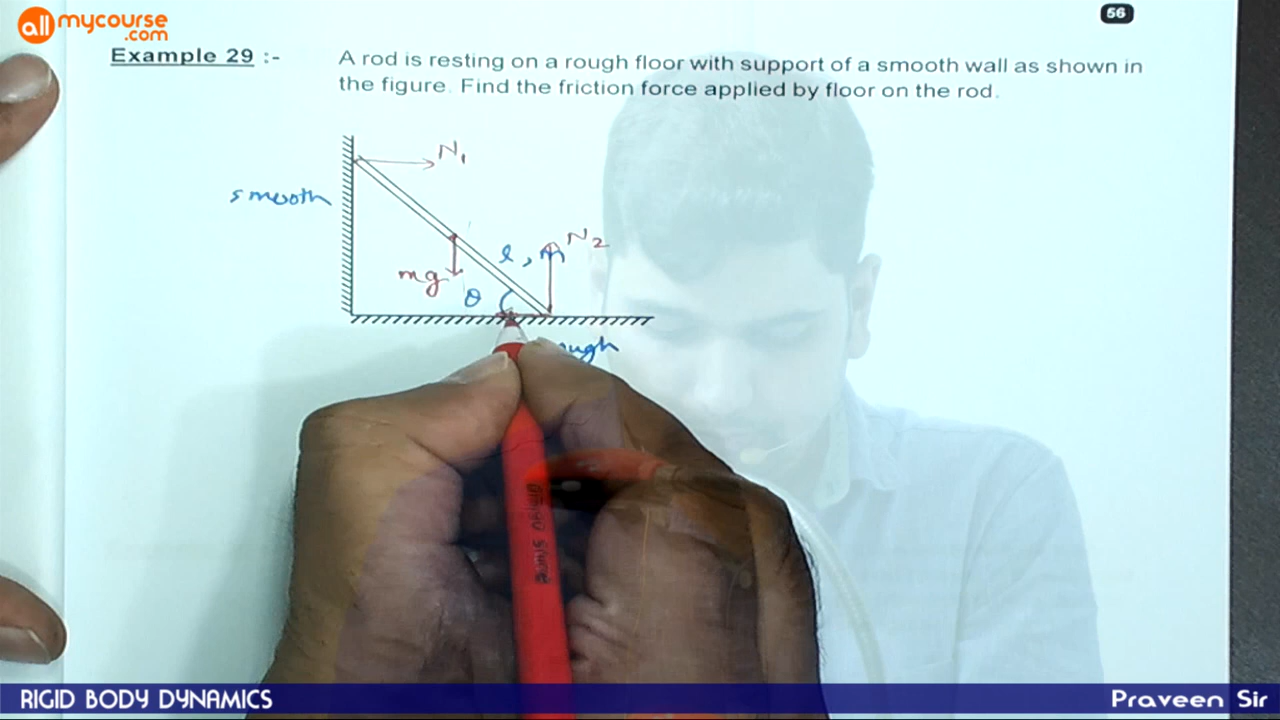 all mycourse
.com
56
Example 29 :- A rod is resting on a rough floor with support of a smooth wall as shown in
the figure. Find the friction force applied by floor on the rod.
N₁
smooth
N₂
l, m
mg
θ
RIGID BODY DYNAMICS
Praveen Sir